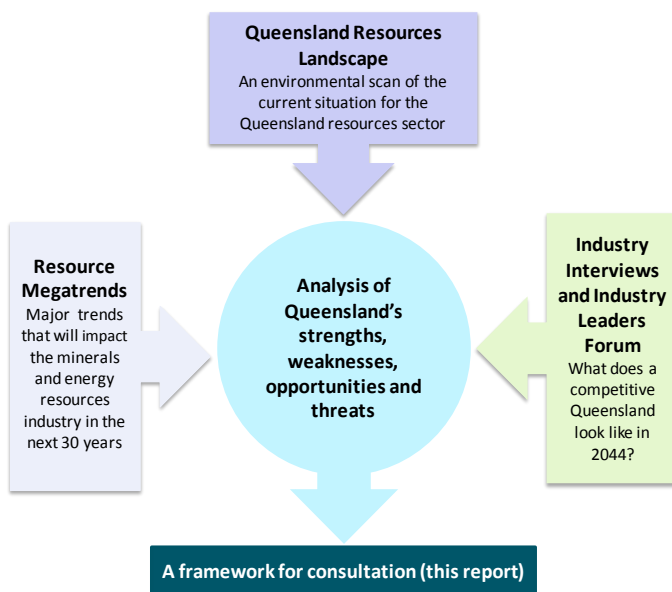 Queensland Resources
Landscape
An environmental scan of the
current situation for the
Queensland resources sector
Resource
Megatrends
Major trends
that will impact
the minerals
and energy
resources
industry in the
next 30 years
Analysis of
Queensland's
strengths,
weaknesses,
opportunities and
threats
Industry
Interviews
and Industry
Leaders
Forum
What does a
competitive
Queensland
look like in
2044?
A framework for consultation (this report)